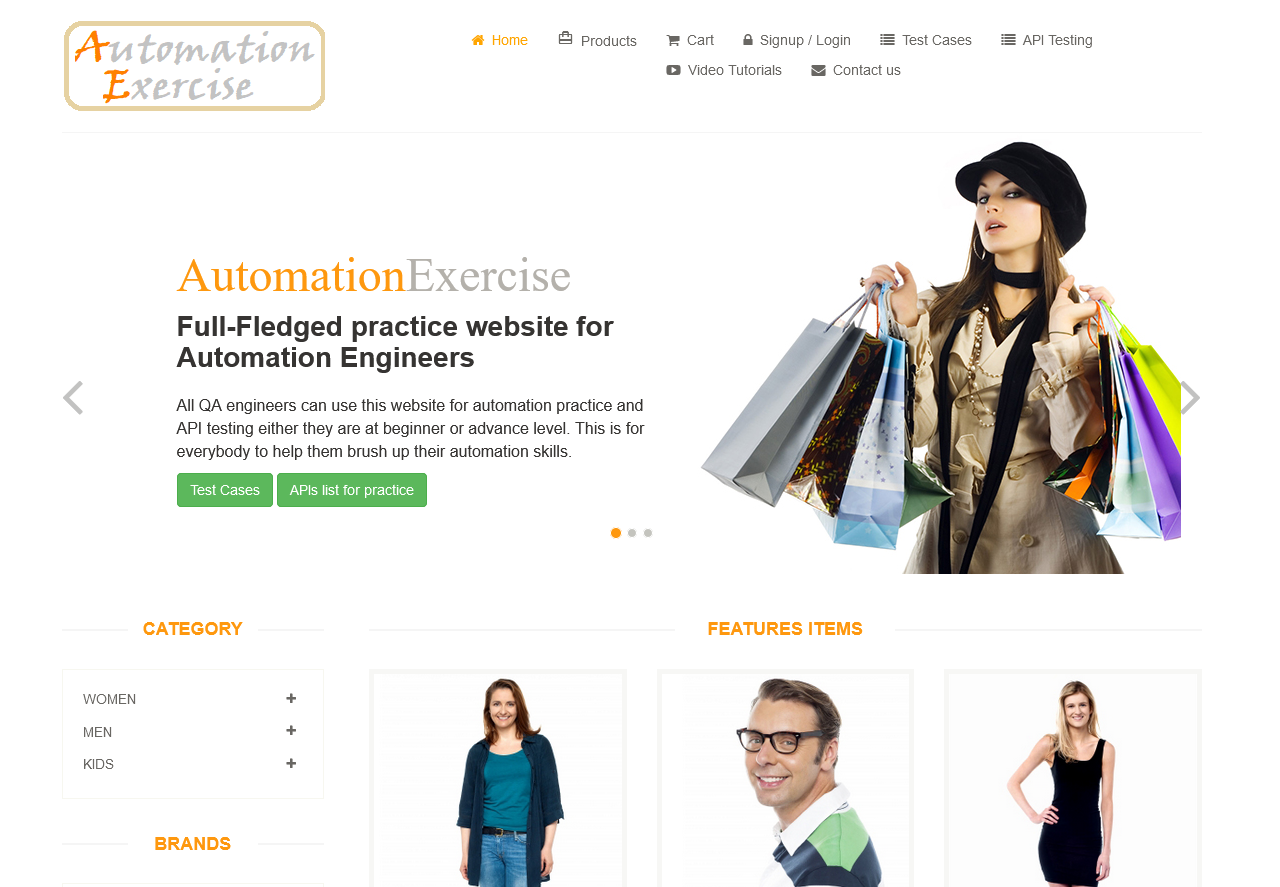 Automation
Exercise
Home Products Cart Signup / Login Test Cases API Testing
Video Tutorials Contact us
AutomationExercise
Full-Fledged practice website for
Automation Engineers
All QA engineers can use this website for automation practice and
API testing either they are at beginner or advance level. This is for
everybody to help them brush up their automation skills.
Test Cases APIs list for practice
CATEGORY
WOMEN
MEN
KIDS
BRANDS
FEATURES ITEMS